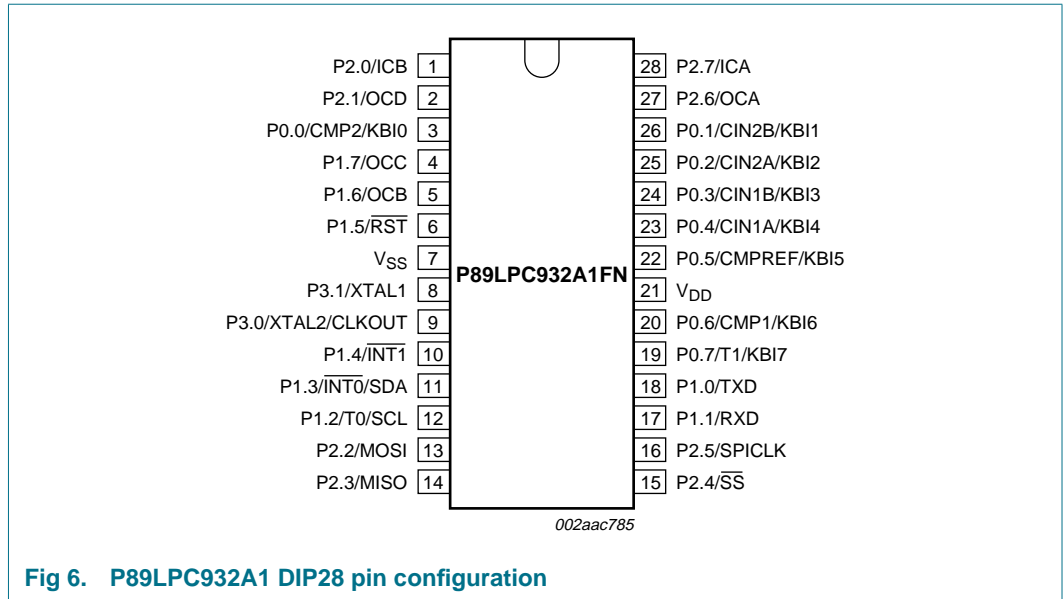 P2.0/ICB 1 28 P2.7/ICA
P2.1/OCD 2 27 P2.6/OCA
P0.0/CMP2/KBI0 3 26 P0.1/CIN2B/KBI1
P1.7/OCC 4 25 P0.2/CIN2A/KBI2
P1.6/OCB 5 24 P0.3/CIN1B/KBI3
P1.5/R̅S̅T̅ 6 23 P0.4/CIN1A/KBI4
VSS 7 22 P0.5/CMPREF/KBI5
P89LPC932A1FN
P3.1/XTAL1 8 21 VDD
P3.0/XTAL2/CLKOUT 9 20 P0.6/CMP1/KBI6
P1.4/I̅N̅T̅1̅ 10 19 P0.7/T1/KBI7
P1.3/I̅N̅T̅0̅/SDA 11 18 P1.0/TXD
P1.2/T0/SCL 12 17 P1.1/RXD
P2.2/MOSI 13 16 P2.5/SPICLK
P2.3/MISO 14 15 P2.4/S̅S̅
002aac785
Fig 6. P89LPC932A1 DIP28 pin configuration